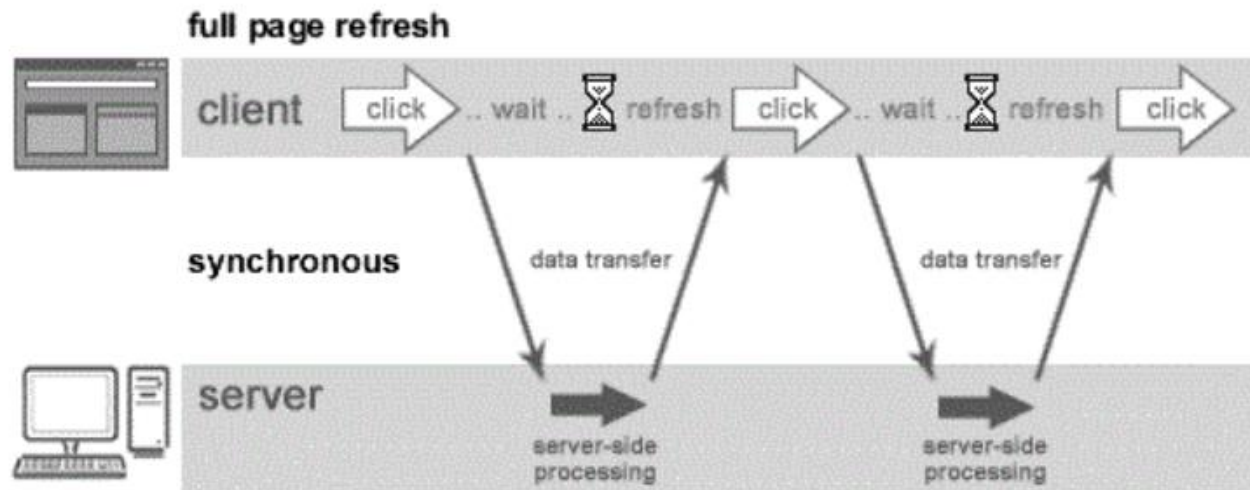 full page refresh
client click .. wait .. refresh click .. wait .. refresh click
synchronous data transfer data transfer
server
server-side server-side
processing processing